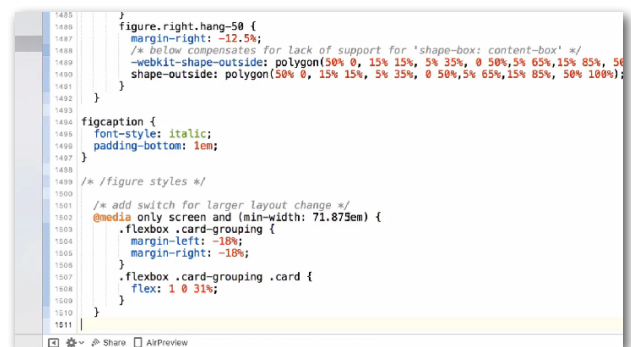 1485 }
1486 figure.right.hang-50 {
1487 margin-right: -12.5%;
1488 /* below compensates for lack of support for 'shape-box: content-box' */
1489 -webkit-shape-outside: polygon(50% 0, 15% 15%, 5% 35%, 0 50%,5% 65%,15% 85%, 50
1490 shape-outside: polygon(50% 0, 15% 15%, 5% 35%, 0 50%,5% 65%,15% 85%, 50% 100%);
1491 }
1492 }
1493
1494 figcaption {
1495 font-style: italic;
1496 padding-bottom: 1em;
1497 }
1498
1499 /* /figure styles */
1500
1501 /* add switch for larger layout change */
1502 @media only screen and (min-width: 71.875em) {
1503 .flexbox .card-grouping {
1504 margin-left: -18%;
1505 margin-right: -18%;
1506 }
1507 .flexbox .card-grouping .card {
1508 flex: 1 0 31%;
1509 }
1510 }
1511
Share AirPreview